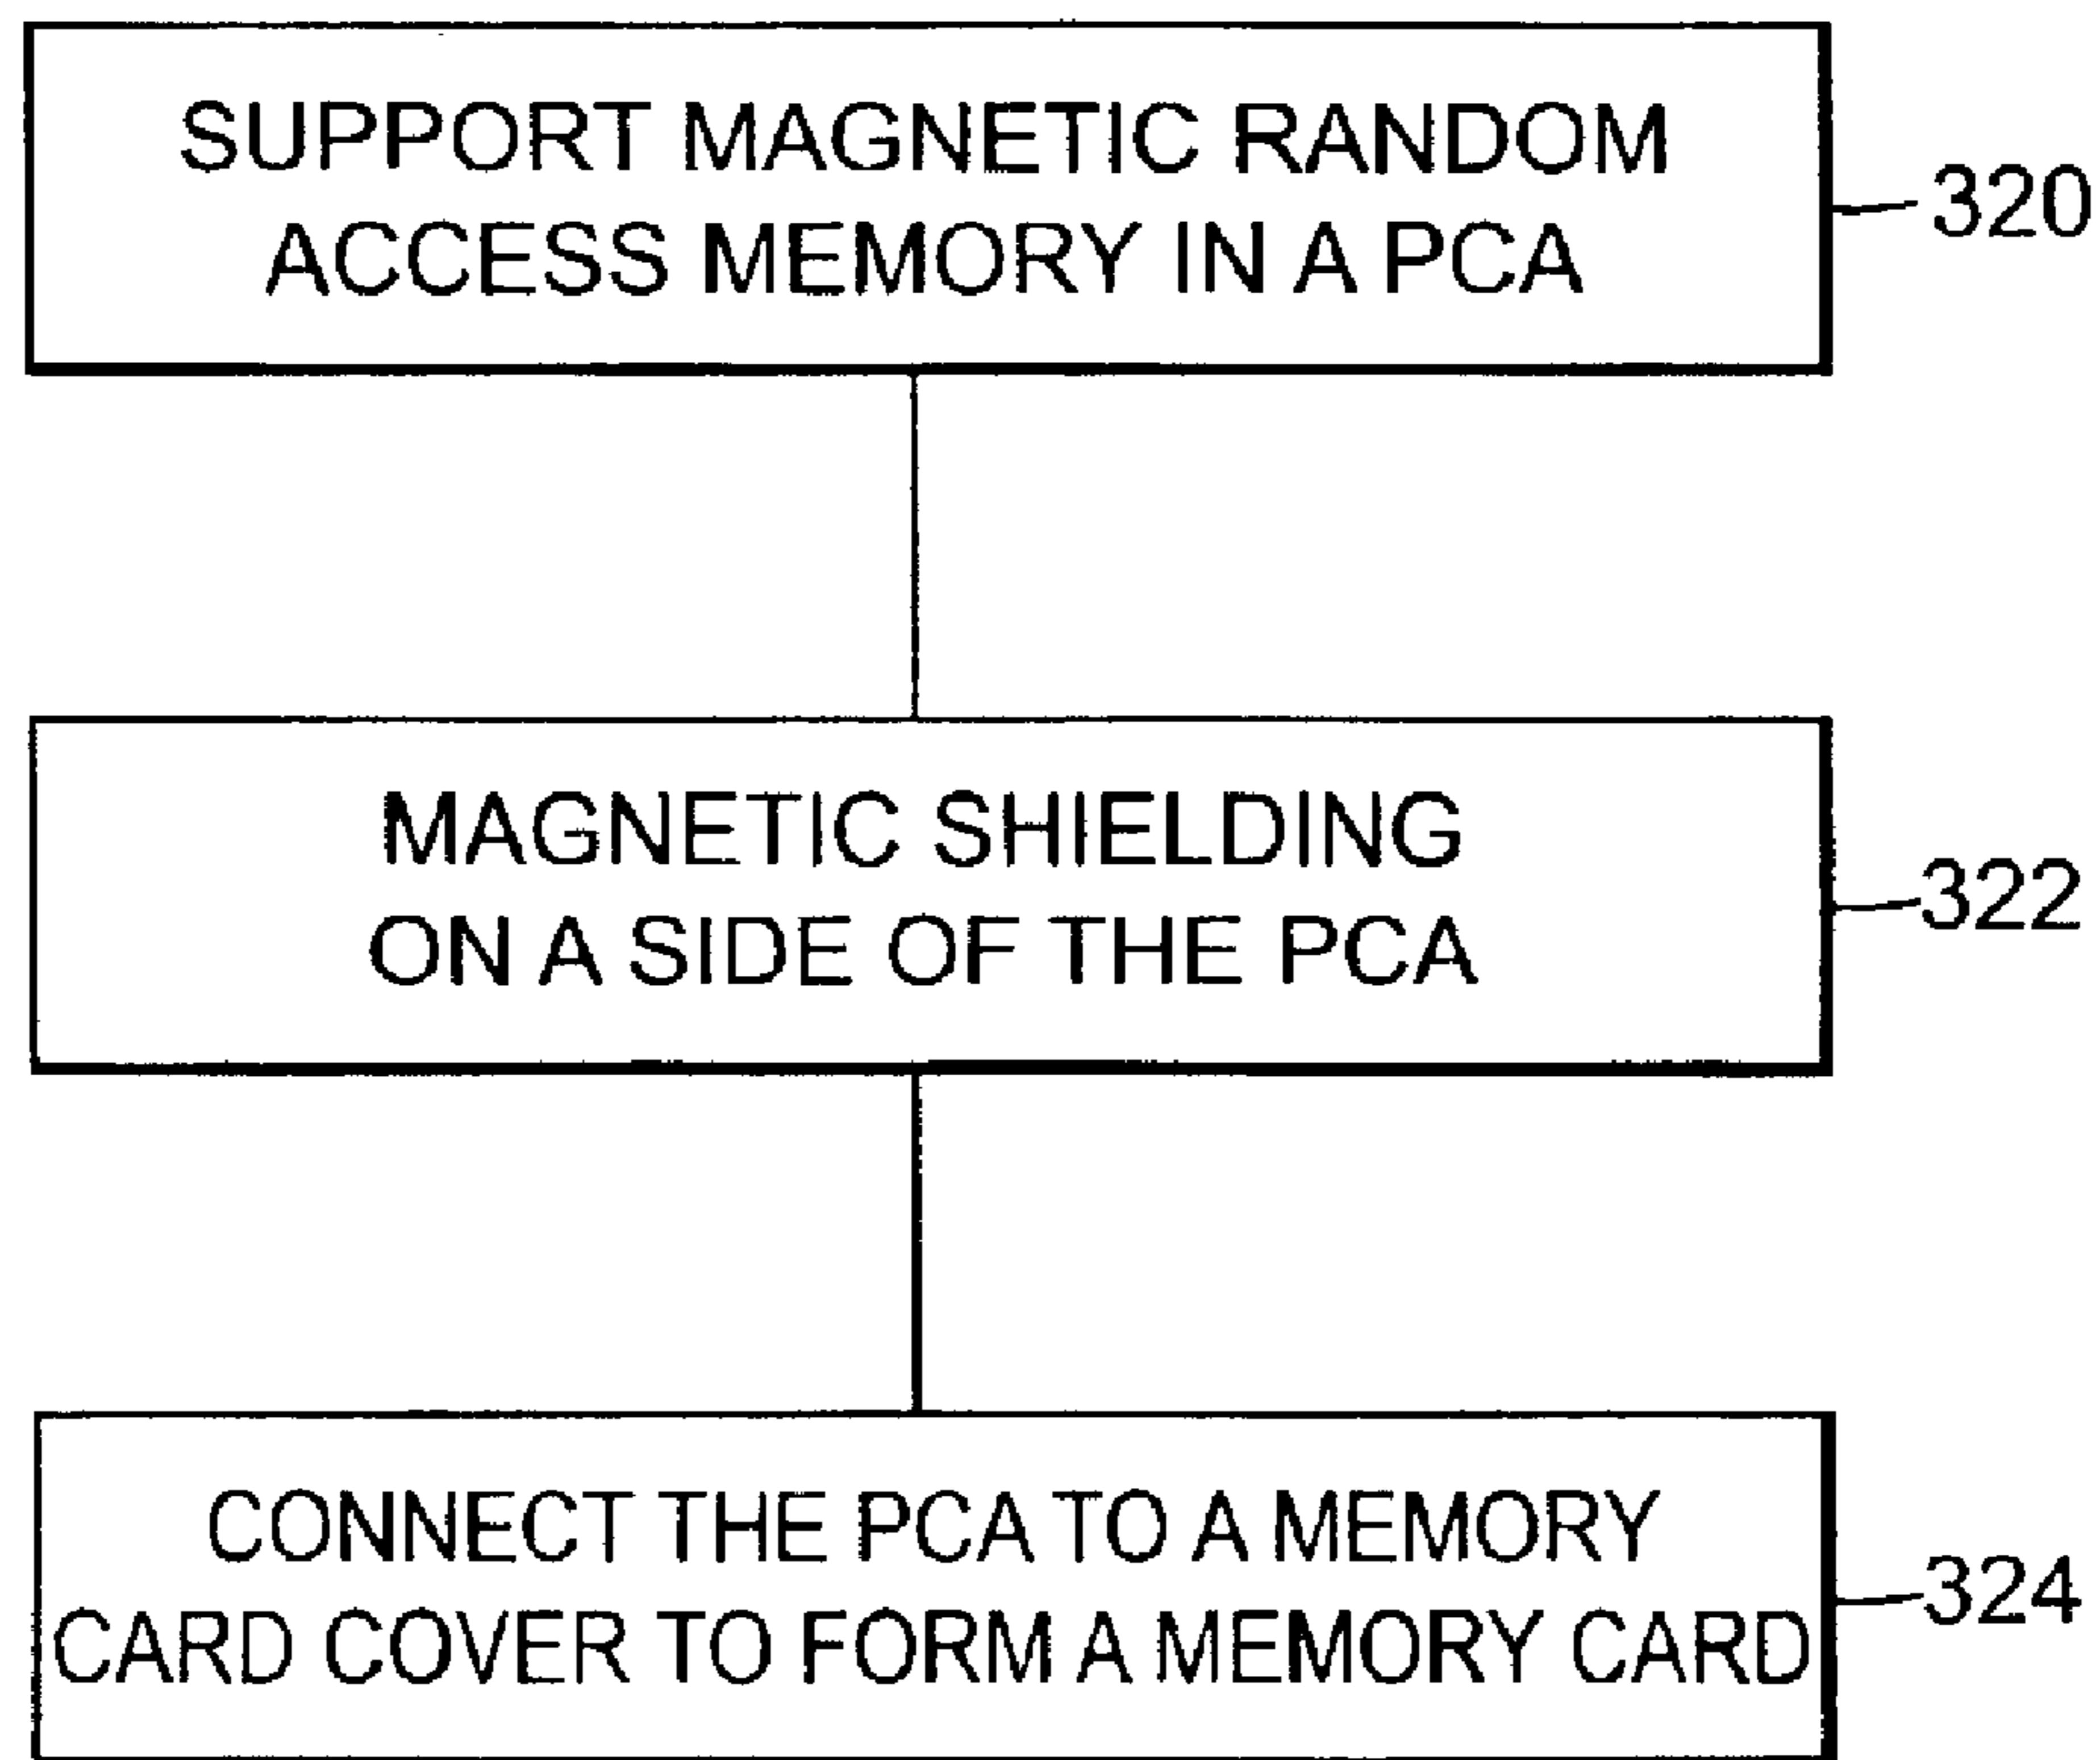 SUPPORT MAGNETIC RANDOM
ACCESS MEMORY IN A PCA
320
MAGNETIC SHIELDING
ON A SIDE OF THE PCA
322
CONNECT THE PCA TO A MEMORY
CARD COVER TO FORM A MEMORY CARD
324